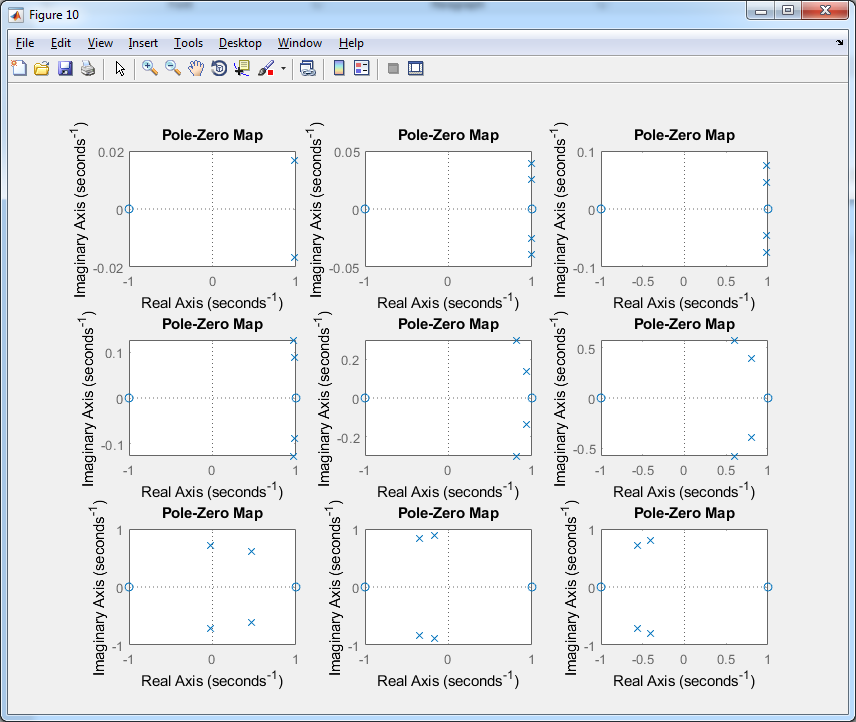 Figure 10
File Edit View Insert Tools Desktop Window Help
Pole-Zero Map Pole-Zero Map Pole-Zero Map
Imaginary Axis (seconds⁻¹) Imaginary Axis (seconds⁻¹) Imaginary Axis (seconds⁻¹)
0.02 0.05 0.1
0 0 0
-0.02 -0.05 -0.1
-1 0 1 -1 0 1 -1 -0.5 0 0.5 1
Real Axis (seconds⁻¹) Real Axis (seconds⁻¹) Real Axis (seconds⁻¹)
Pole-Zero Map Pole-Zero Map Pole-Zero Map
Imaginary Axis (seconds⁻¹) Imaginary Axis (seconds⁻¹) Imaginary Axis (seconds⁻¹)
0.1 0.2 0.5
0 0 0
-0.1 -0.2 -0.5
-1 0 1 -1 0 1 -1 -0.5 0 0.5 1
Real Axis (seconds⁻¹) Real Axis (seconds⁻¹) Real Axis (seconds⁻¹)
Pole-Zero Map Pole-Zero Map Pole-Zero Map
Imaginary Axis (seconds⁻¹) Imaginary Axis (seconds⁻¹) Imaginary Axis (seconds⁻¹)
1 1 1
0 0 0
-1 -1 -1
-1 0 1 -1 0 1 -1 -0.5 0 0.5 1
Real Axis (seconds⁻¹) Real Axis (seconds⁻¹) Real Axis (seconds⁻¹)